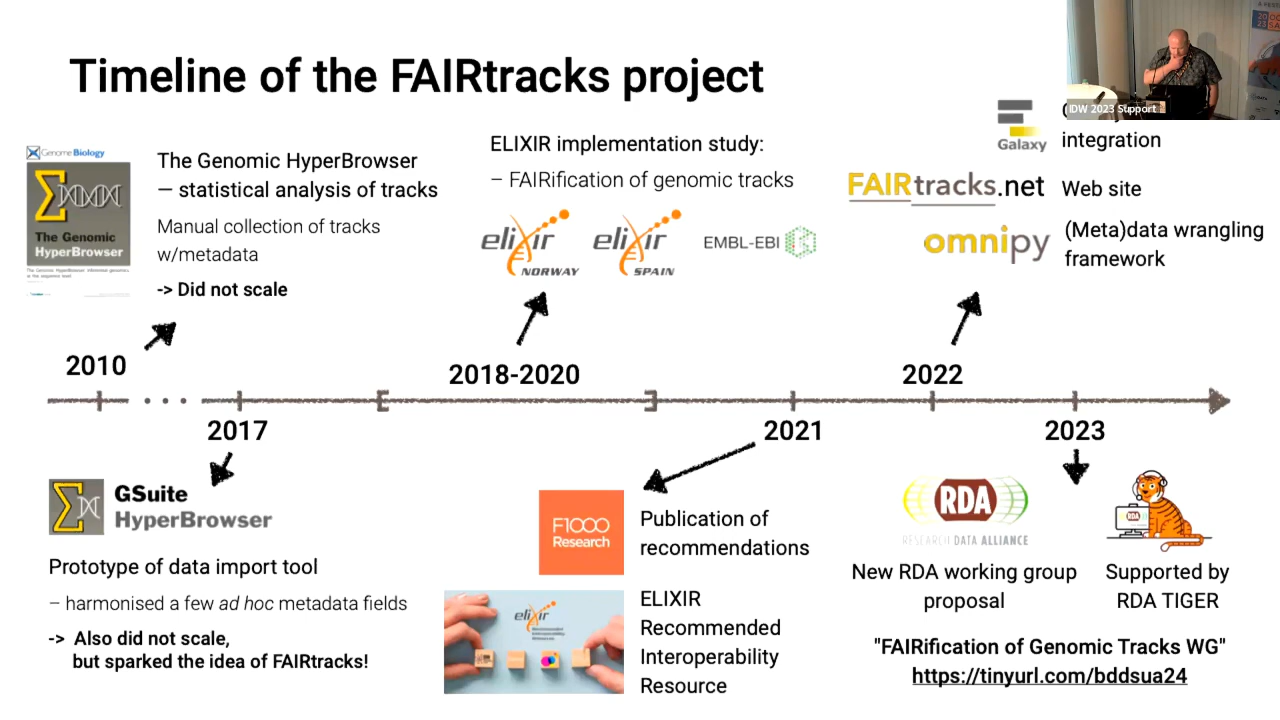 Timeline of the FAIRtracks project
IDW 2023 Support
Genome Biology
The Genomic
HyperBrowser
The Genomic HyperBrowser
– statistical analysis of tracks
Manual collection of tracks
w/metadata
-> Did not scale
ELIXIR implementation study:
– FAIRification of genomic tracks
elixir
NORWAY
elixir
SPAIN
EMBL-EBI
Galaxy
integration
FAIRtracks.net
Web site
omnipy
(Meta)data wrangling
framework
2010
2018-2020
2022
2017
2021
2023
GSuite
HyperBrowser
Prototype of data import tool
– harmonised a few ad hoc metadata fields
-> Also did not scale,
but sparked the idea of FAIRtracks!
F1000
Research
Publication of
recommendations
elixir
ELIXIR
Recommended
Interoperability
Resource
RDA
RESEARCH DATA ALLIANCE
RDA
New RDA working group
proposal
Supported by
RDA TIGER
"FAIRification of Genomic Tracks WG"
https://tinyurl.com/bddsua24